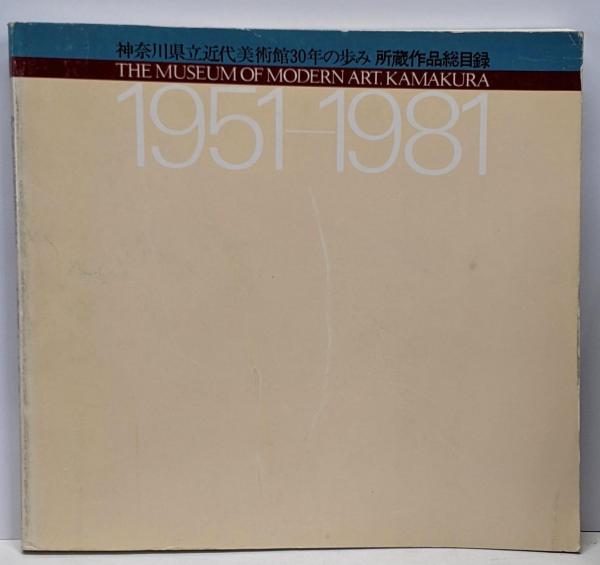 神奈川県立近代美術館30年の歩み 所蔵作品総目録
THE MUSEUM OF MODERN ART, KAMAKURA
1951—1981